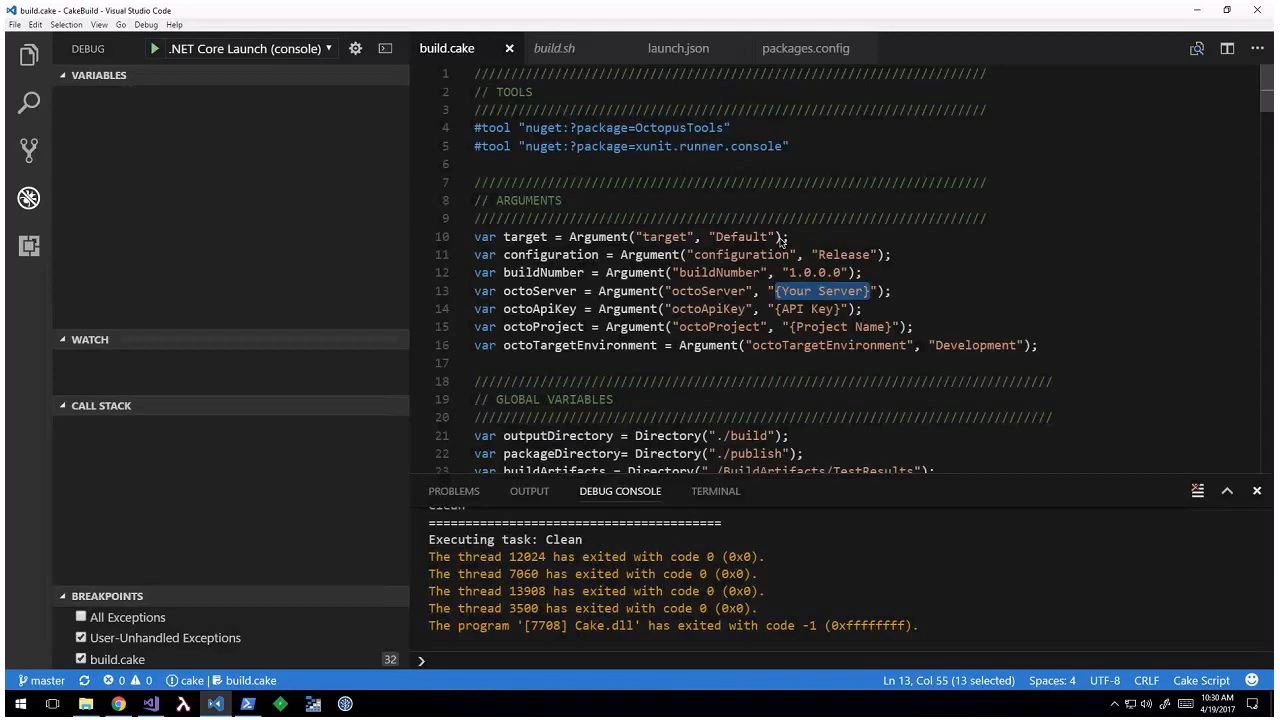 build.cake - CakeBuild - Visual Studio Code
File Edit Selection View Go Debug Help
DEBUG .NET Core Launch (console)
build.cake build.sh launch.json packages.config
VARIABLES
WATCH
CALL STACK
BREAKPOINTS
All Exceptions
User-Unhandled Exceptions
build.cake 32
1 //////////////////////////////////////////////////////////////////////
2 // TOOLS
3 //////////////////////////////////////////////////////////////////////
4 #tool "nuget:?package=OctopusTools"
5 #tool "nuget:?package=xunit.runner.console"
6
7 //////////////////////////////////////////////////////////////////////
8 // ARGUMENTS
9 //////////////////////////////////////////////////////////////////////
10 var target = Argument("target", "Default");
11 var configuration = Argument("configuration", "Release");
12 var buildNumber = Argument("buildNumber", "1.0.0.0");
13 var octoServer = Argument("octoServer", "{Your Server}");
14 var octoApiKey = Argument("octoApiKey", "{API Key}");
15 var octoProject = Argument("octoProject", "{Project Name}");
16 var octoTargetEnvironment = Argument("octoTargetEnvironment", "Development");
17
18 ///////////////////////////////////////////////////////////////////////////////
19 // GLOBAL VARIABLES
20 ///////////////////////////////////////////////////////////////////////////////
21 var outputDirectory = Directory("./build");
22 var packageDirectory= Directory("./publish");
23 var buildArtifacts = Directory("./BuildArtifacts/TestResults");
PROBLEMS OUTPUT DEBUG CONSOLE TERMINAL
Clean
========================================
Executing task: Clean
The thread 12024 has exited with code 0 (0x0).
The thread 7060 has exited with code 0 (0x0).
The thread 13908 has exited with code 0 (0x0).
The thread 3500 has exited with code 0 (0x0).
The program '[7708] Cake.dll' has exited with code -1 (0xffffffff).
master 0 0 cake build.cake Ln 13, Col 55 (13 selected) Spaces: 4 UTF-8 CRLF Cake Script
10:30 AM
4/19/2017